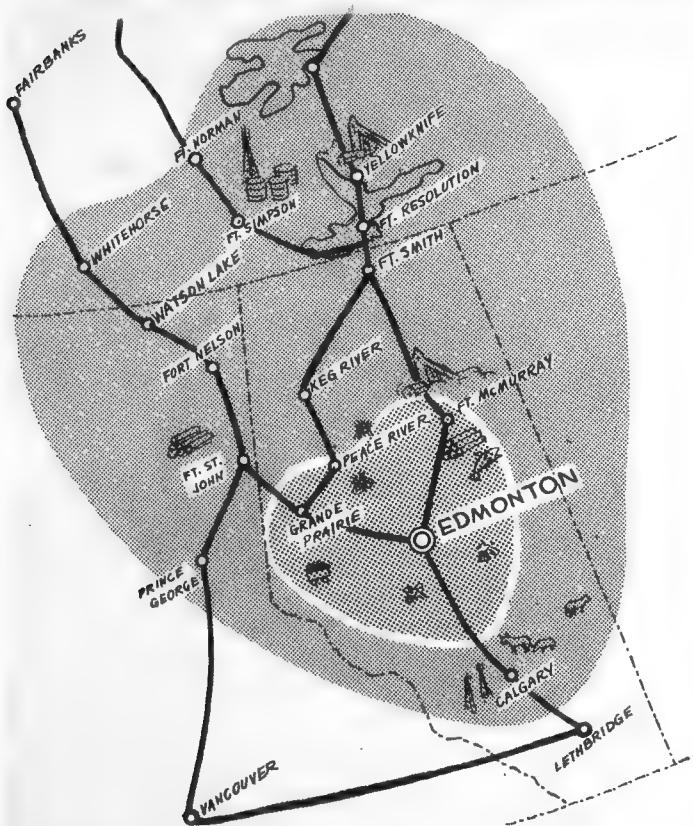 FAIRBANKS
FT. NORMAN
YELLOWKNIFE
FT. SIMPSON
FT. RESOLUTION
WHITEHORSE
FT. SMITH
WATSON LAKE
FORT NELSON
KEG RIVER
FT. MCMURRAY
PEACE RIVER
FT. ST.
JOHN
EDMONTON
GRANDE
PRAIRIE
PRINCE
GEORGE
CALGARY
LETHBRIDGE
VANCOUVER